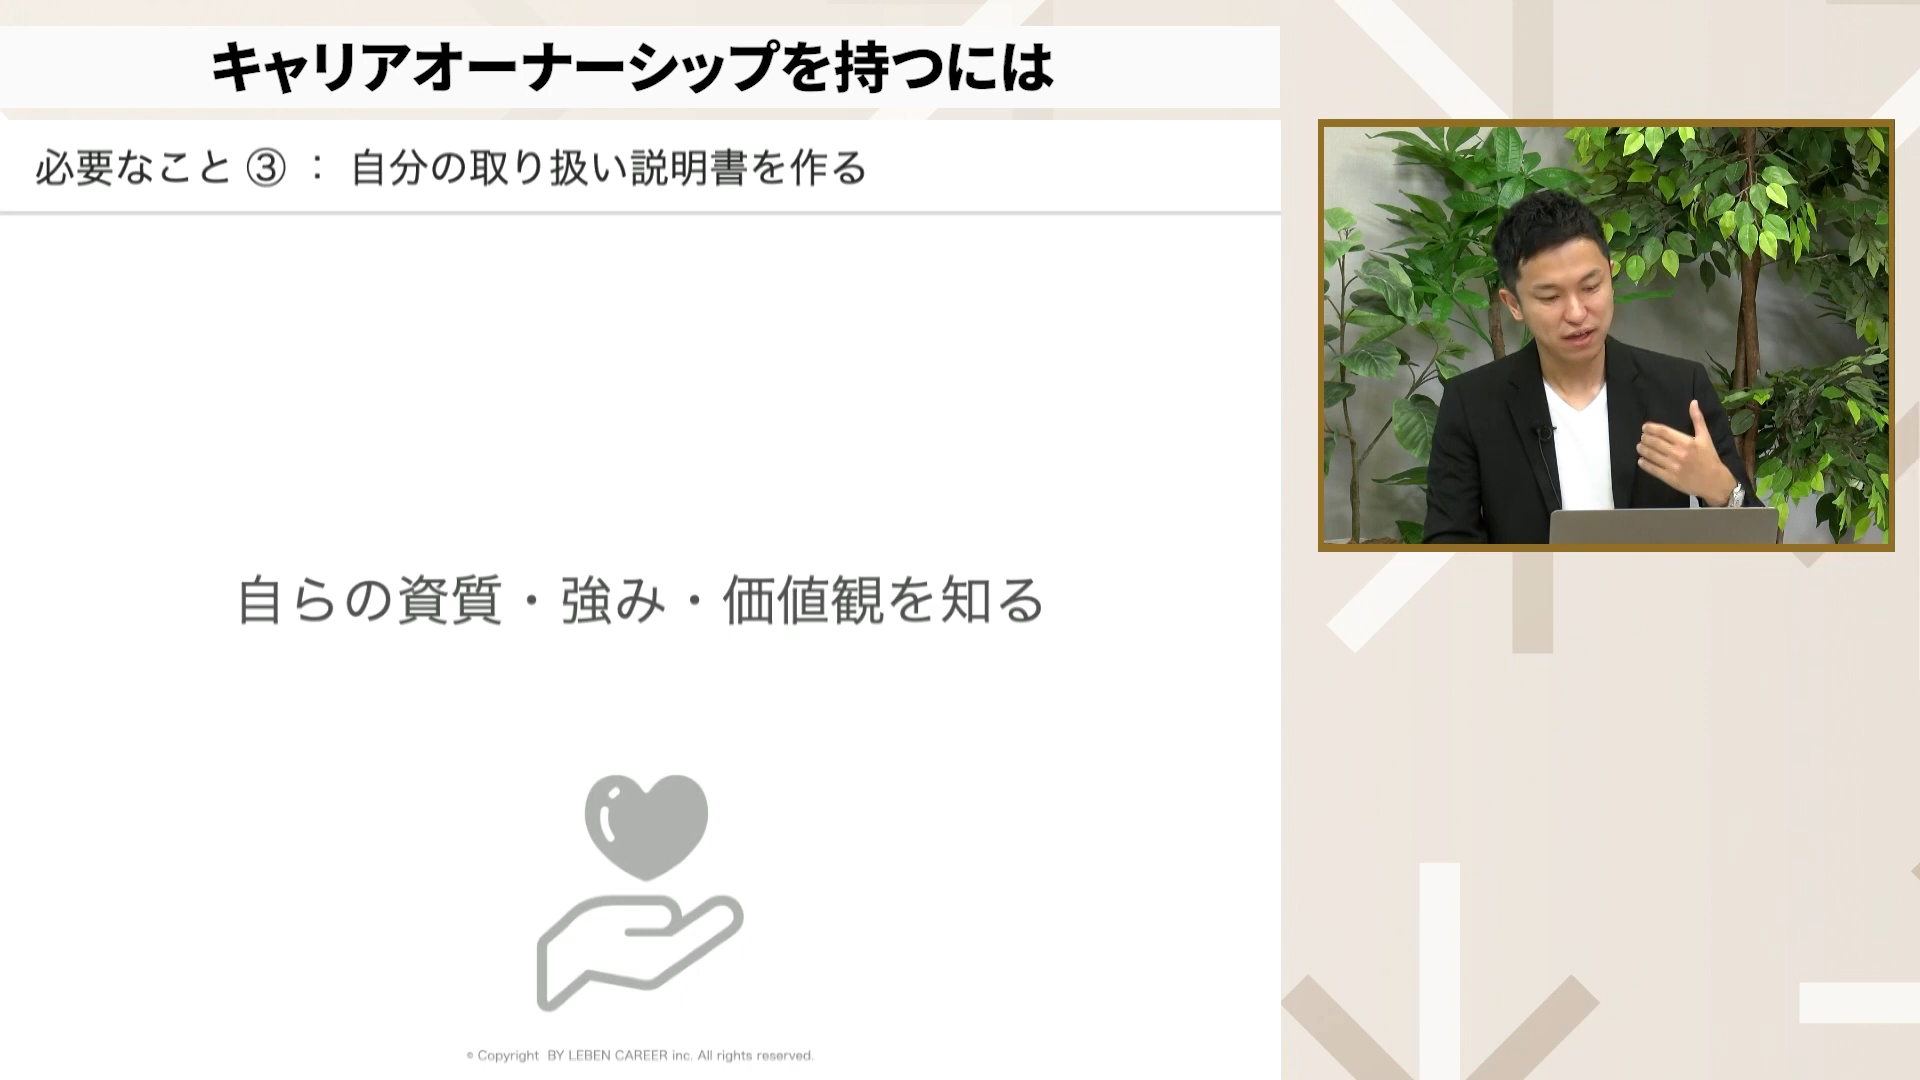 キャリアオーナーシップを持つには
必要なこと ③ ： 自分の取り扱い説明書を作る
自らの資質・強み・価値観を知る
© Copyright BY LEBEN CAREER inc. All rights reserved.